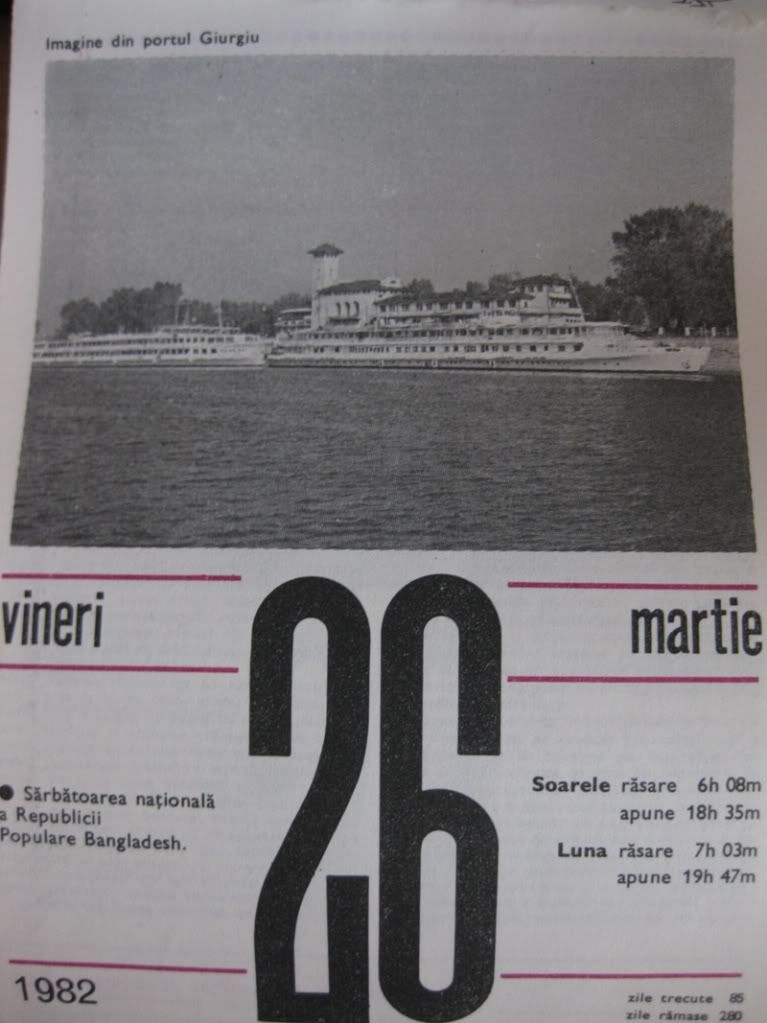 Imagine din portul Giurgiu
vineri
26
martie
● Sărbătoarea națională
a Republicii
Populare Bangladesh.
Soarele răsare 6h 08m
apune 18h 35m
Luna răsare 7h 03m
apune 19h 47m
1982
zile trecute 85
zile rămase 280